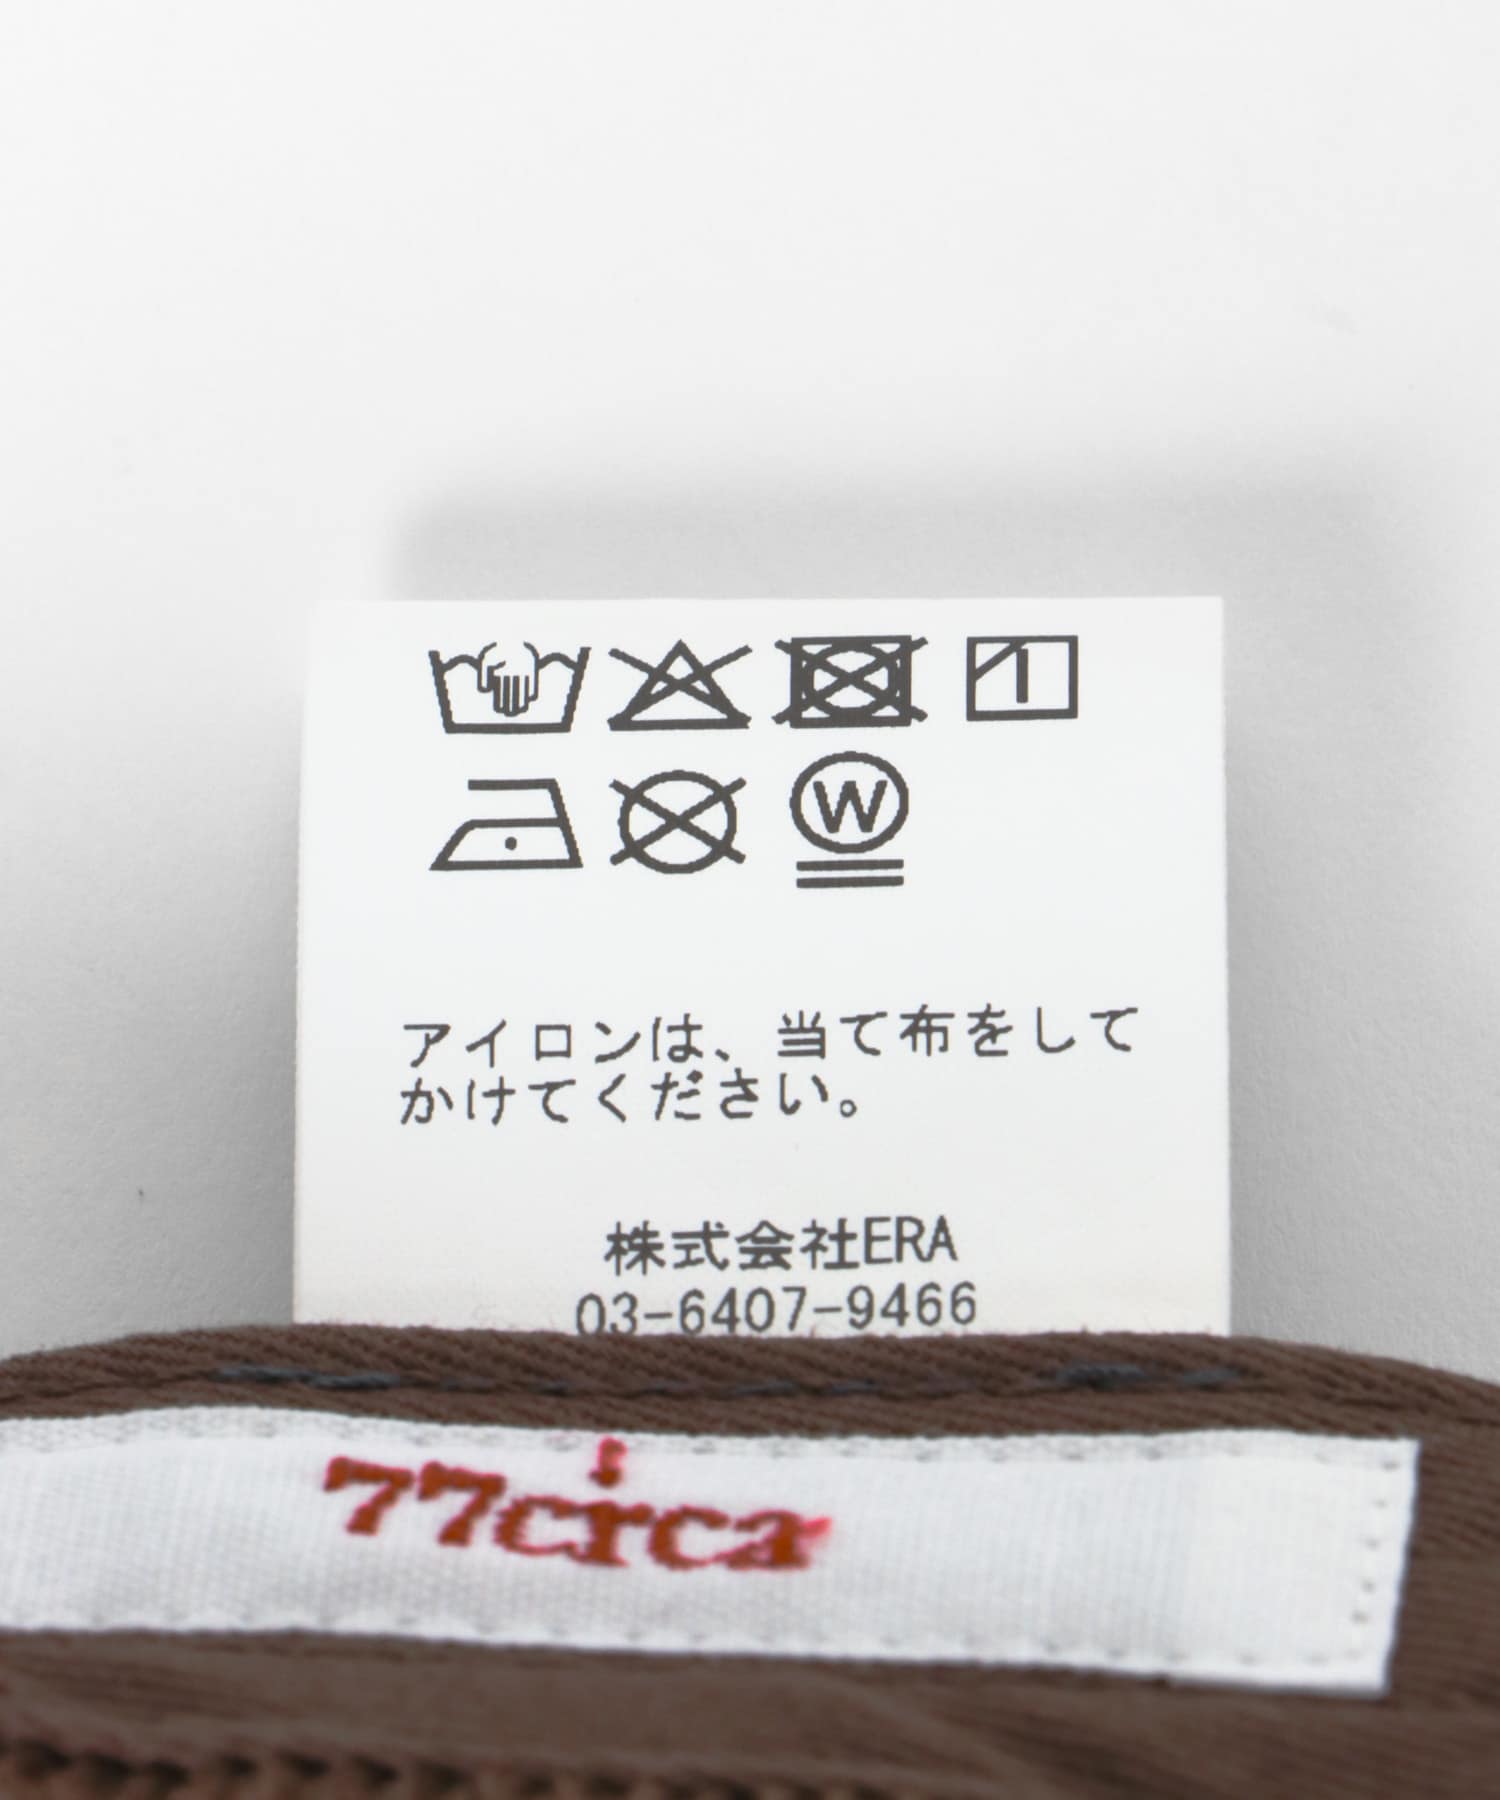 W
アイロンは、当て布をして
かけてください。
株式会社ERA
03-6407-9466
77circa